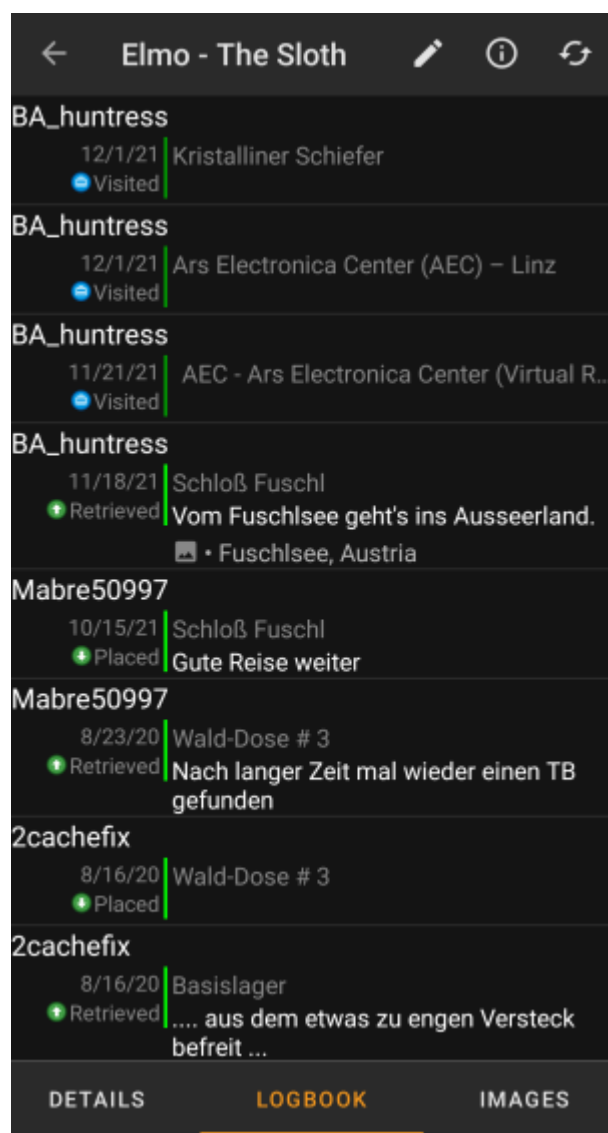 Elmo - The Sloth
BA_huntress
12/1/21 Kristalliner Schiefer
Visited
BA_huntress
12/1/21 Ars Electronica Center (AEC) – Linz
Visited
BA_huntress
11/21/21 AEC - Ars Electronica Center (Virtual R..
Visited
BA_huntress
11/18/21 Schloß Fuschl
Retrieved Vom Fuschlsee geht's ins Ausseerland.
• Fuschlsee, Austria
Mabre50997
10/15/21 Schloß Fuschl
Placed Gute Reise weiter
Mabre50997
8/23/20 Wald-Dose # 3
Retrieved Nach langer Zeit mal wieder einen TB
gefunden
2cachefix
8/16/20 Wald-Dose # 3
Placed
2cachefix
8/16/20 Basislager
Retrieved .... aus dem etwas zu engen Versteck
befreit ...
DETAILS LOGBOOK IMAGES